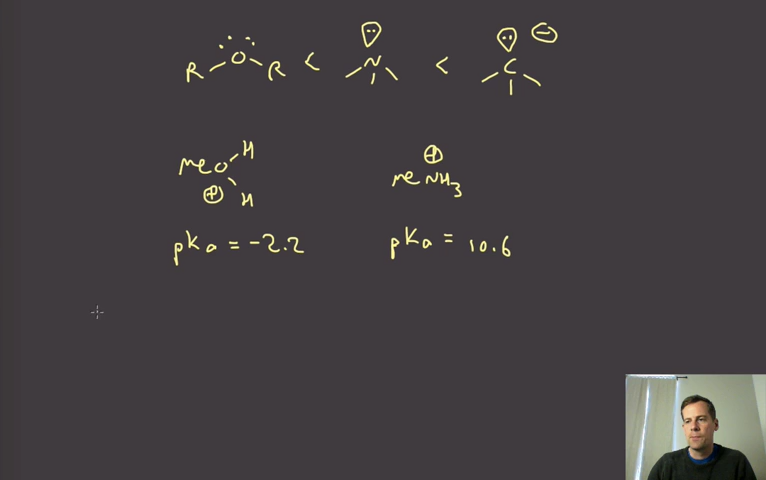 R O R < N < C ⊖
MeO H H ⊕ MeNH3 ⊕
pKa = -2.2 pKa = 10.6